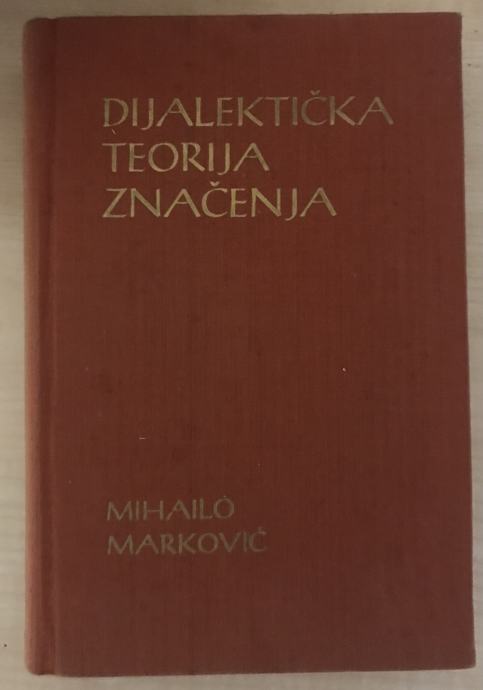 DIJALEKTIČKA
TEORIJA
ZNAČENJA
MIHAILO
MARKOVIĆ